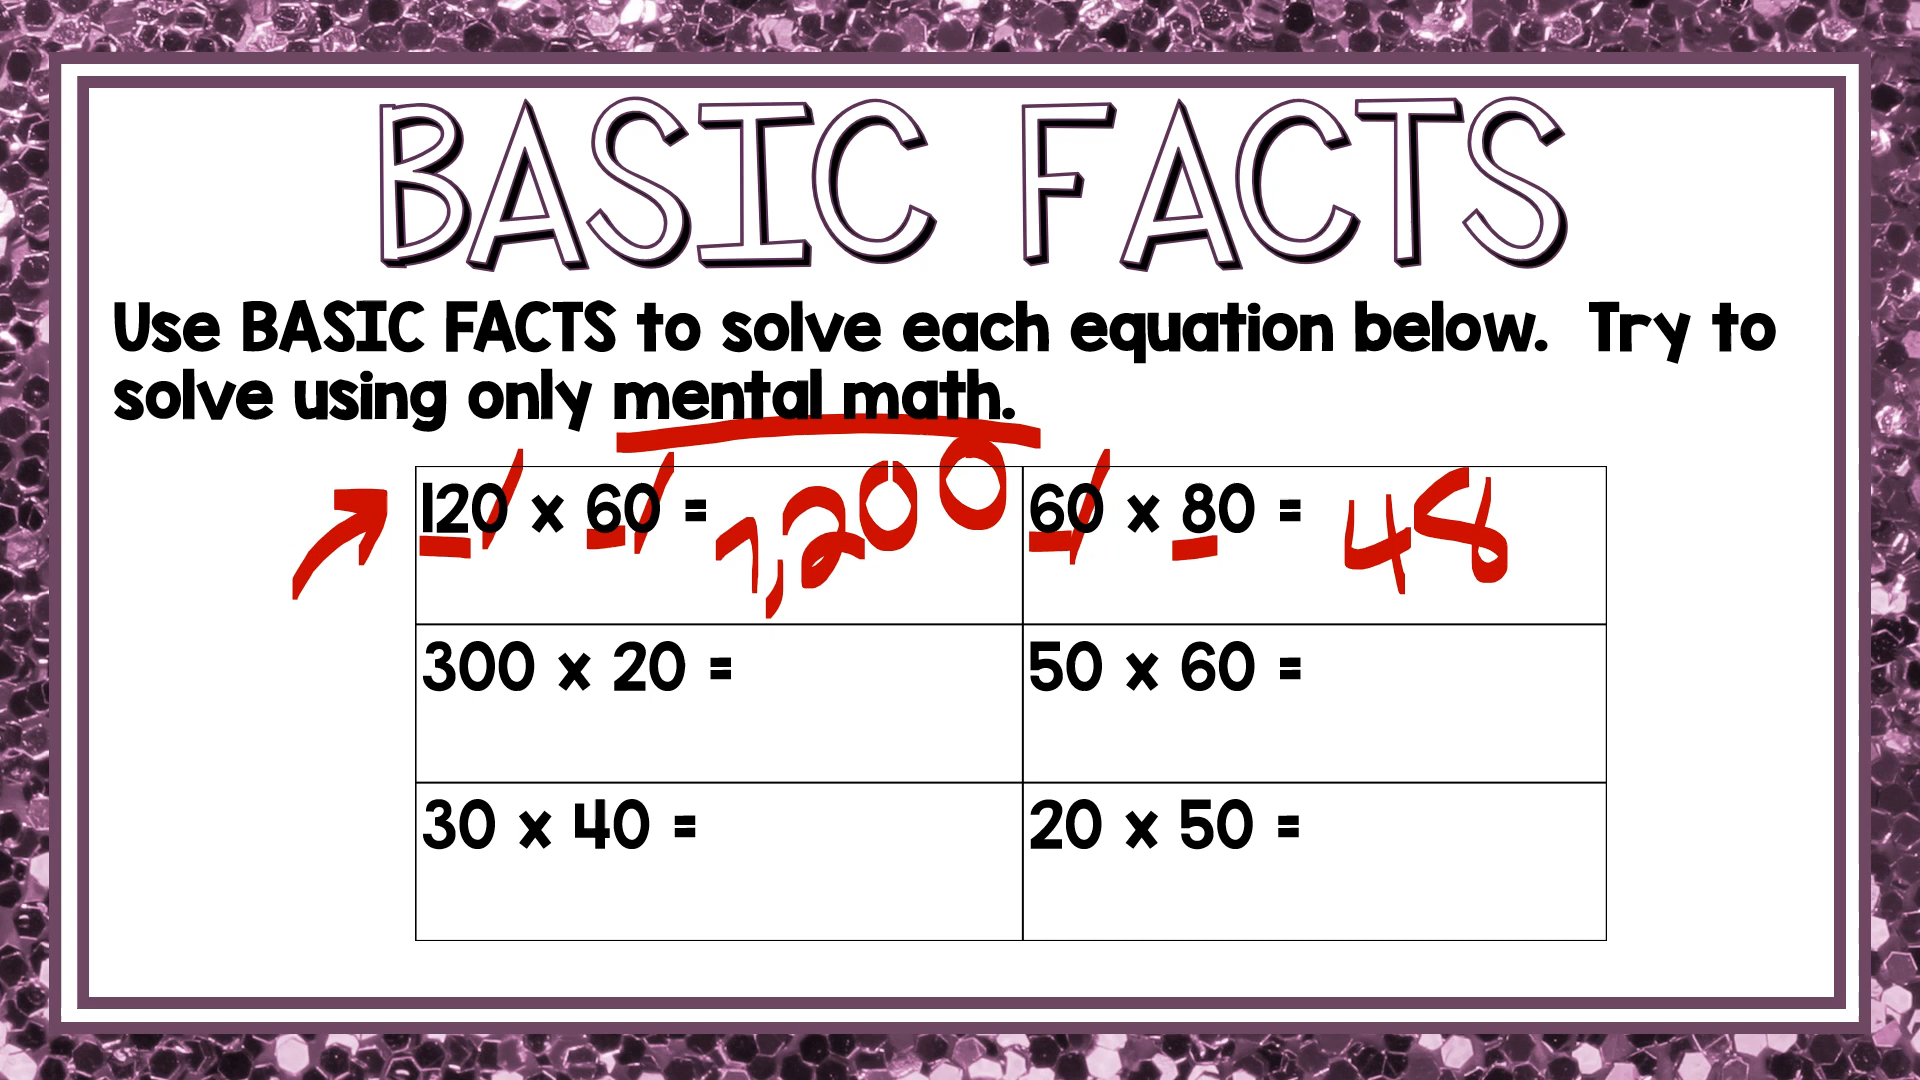 BASIC FACTS
Use BASIC FACTS to solve each equation below. Try to
solve using only mental math.
120 x 60 = 7,200
60 x 80 = 48
300 x 20 =
50 x 60 =
30 x 40 =
20 x 50 =